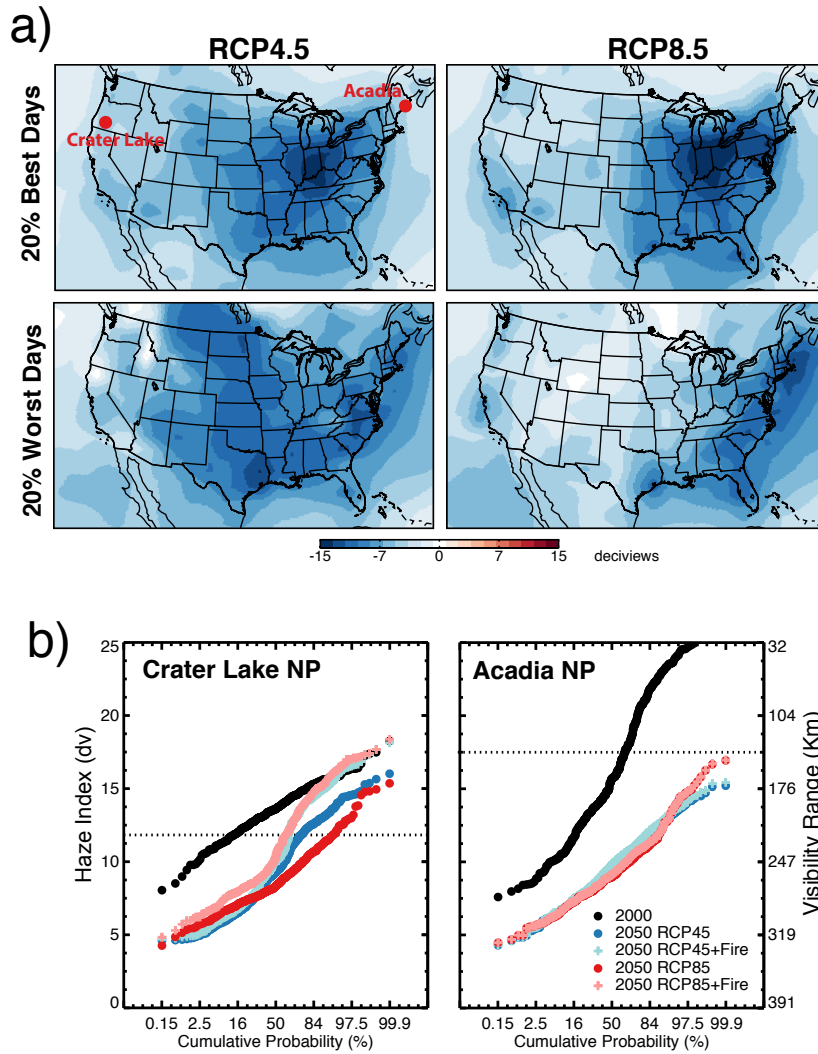 a)
RCP4.5 RCP8.5
20% Best Days
Acadia
Crater Lake
20% Worst Days
-15 -7 0 7 15 deciviews
b)
Crater Lake NP
Acadia NP
Haze Index (dv)
25
20
15
10
5
0
0.15 2.5 16 50 84 97.5 99.9
Cumulative Probability (%)
2000
2050 RCP45
2050 RCP45+Fire
2050 RCP85
2050 RCP85+Fire
0.15 2.5 16 50 84 97.5 99.9
Cumulative Probability (%)
32
104
176
247
319
391
Visibility Range (Km)